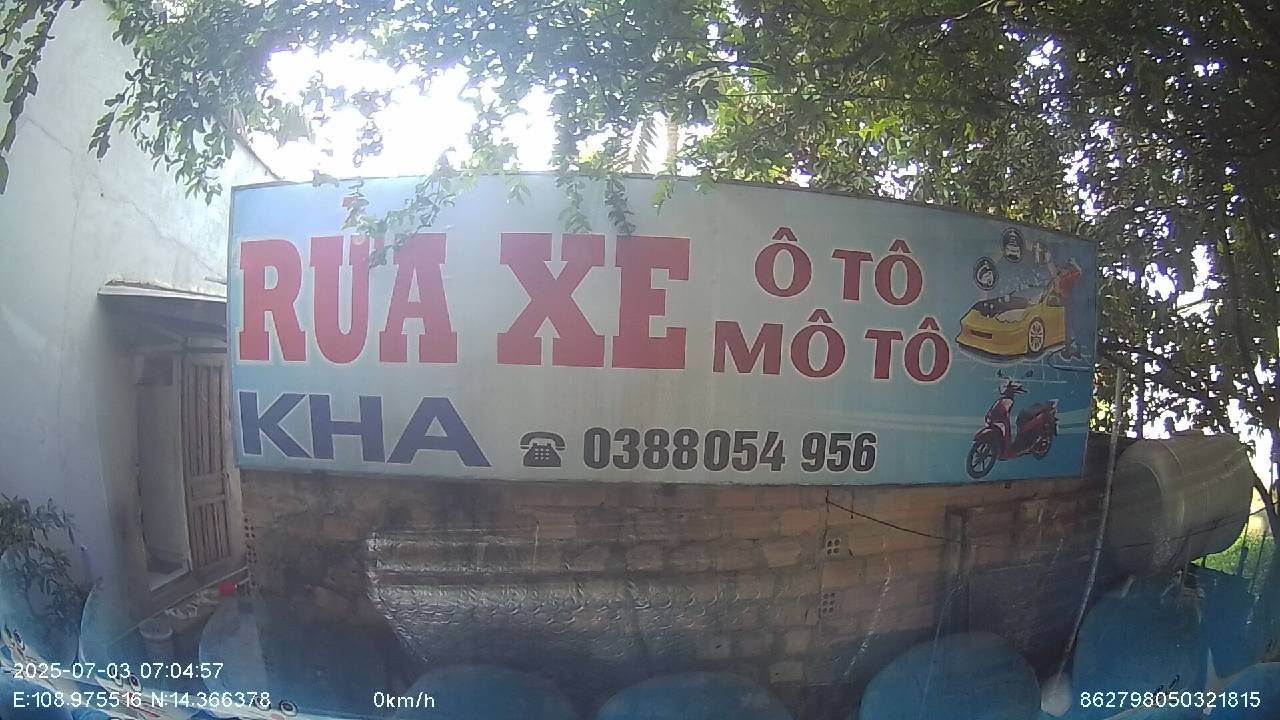 RỬA XE
Ô TÔ
MÔ TÔ
KHA
0388054 956
2025-07-03 07:04:57
E:108.975516 N:14.366378
0km/h
862798050321815